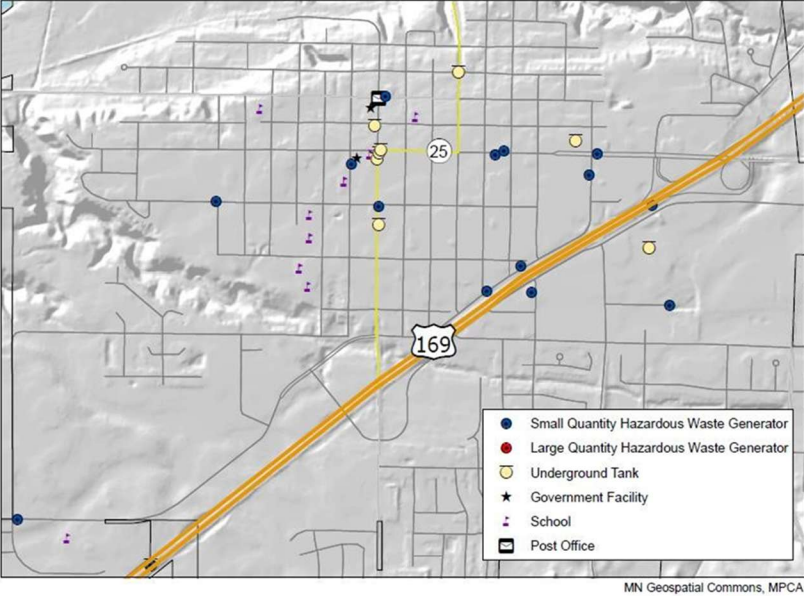 25
169
Small Quantity Hazardous Waste Generator
Large Quantity Hazardous Waste Generator
Underground Tank
Government Facility
School
Post Office
MN Geospatial Commons, MPCA